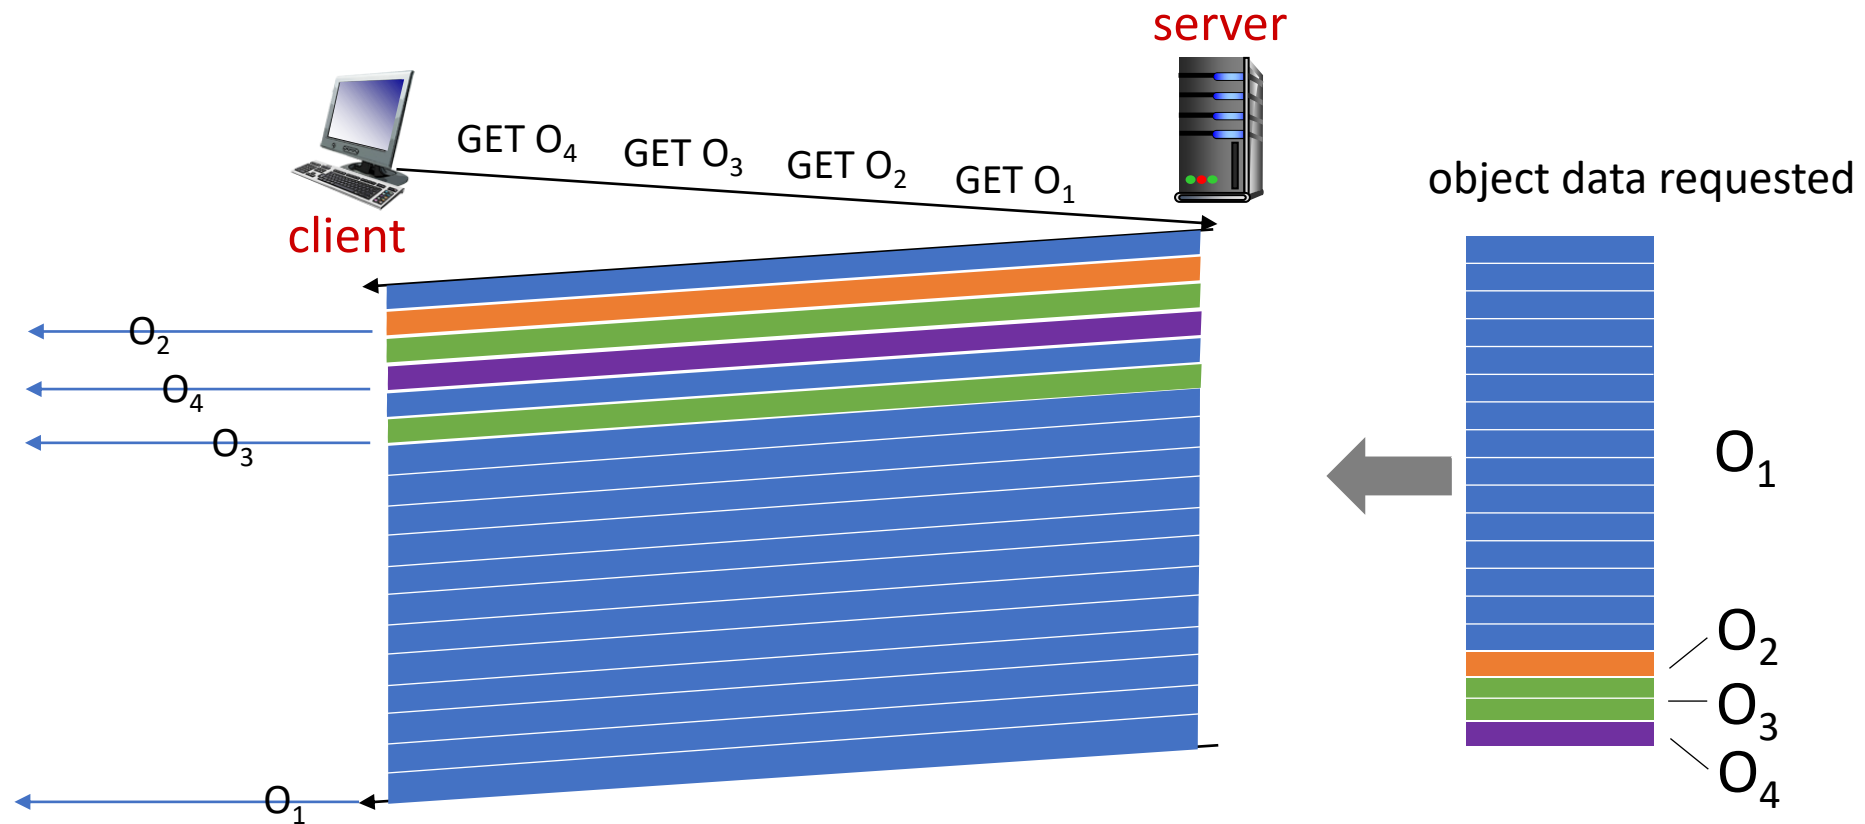 server
GET O4
GET O3
GET O2
GET O1
object data requested
client
O2
O4
O3
O1
O1
O2
O3
O4